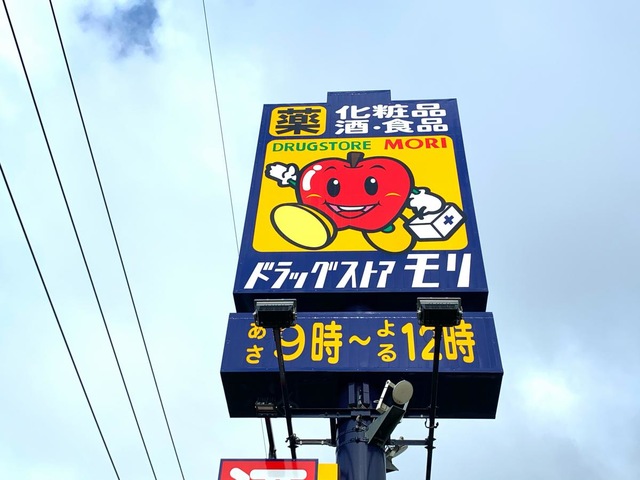 薬
化粧品
酒・食品
DRUGSTORE MORI
ドラッグストア モリ
あさ9時～よる12時